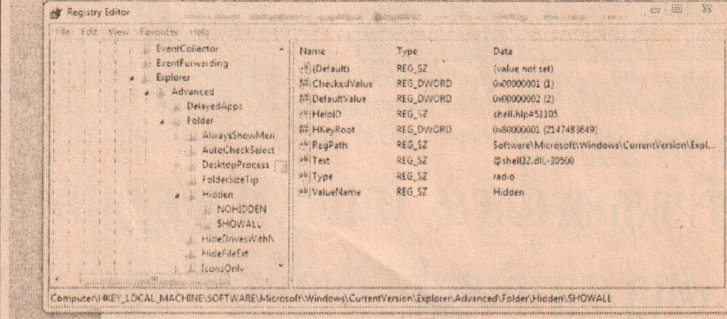 Registry Editor
File Edit View Favorites Help
EventCollector
EventForwarding
Explorer
Advanced
DelayedApps
Folder
AlwaysShowMen
AutoCheckSelect
DesktopProcess
FolderSizeTip
Hidden
NOHIDDEN
SHOWALL
HideDrivesWithN
HideFileExt
IconsOnly
Name Type Data
(Default) REG_SZ (value not set)
CheckedValue REG_DWORD 0x00000001 (1)
DefaultValue REG_DWORD 0x00000002 (2)
HelpID REG_SZ shell.hlp#51105
HKeyRoot REG_DWORD 0x80000001 (2147483649)
RegPath REG_SZ Software\Microsoft\Windows\CurrentVersion\Expl...
Text REG_SZ @shell32.dll,-30500
Type REG_SZ radio
ValueName REG_SZ Hidden
Computer\HKEY_LOCAL_MACHINE\SOFTWARE\Microsoft\Windows\CurrentVersion\Explorer\Advanced\Folder\Hidden\SHOWALL